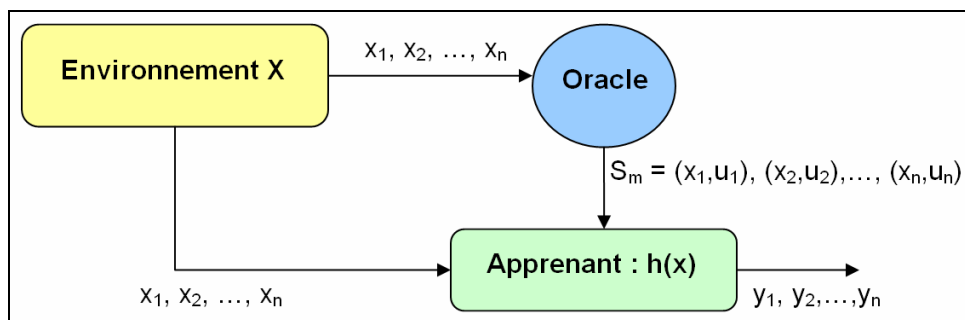 Environnement X
x₁, x₂, …, xₙ
Oracle
Sₘ = (x₁,u₁), (x₂,u₂),…, (xₙ,uₙ)
Apprenant : h(x)
x₁, x₂, …, xₙ
y₁, y₂,…,yₙ